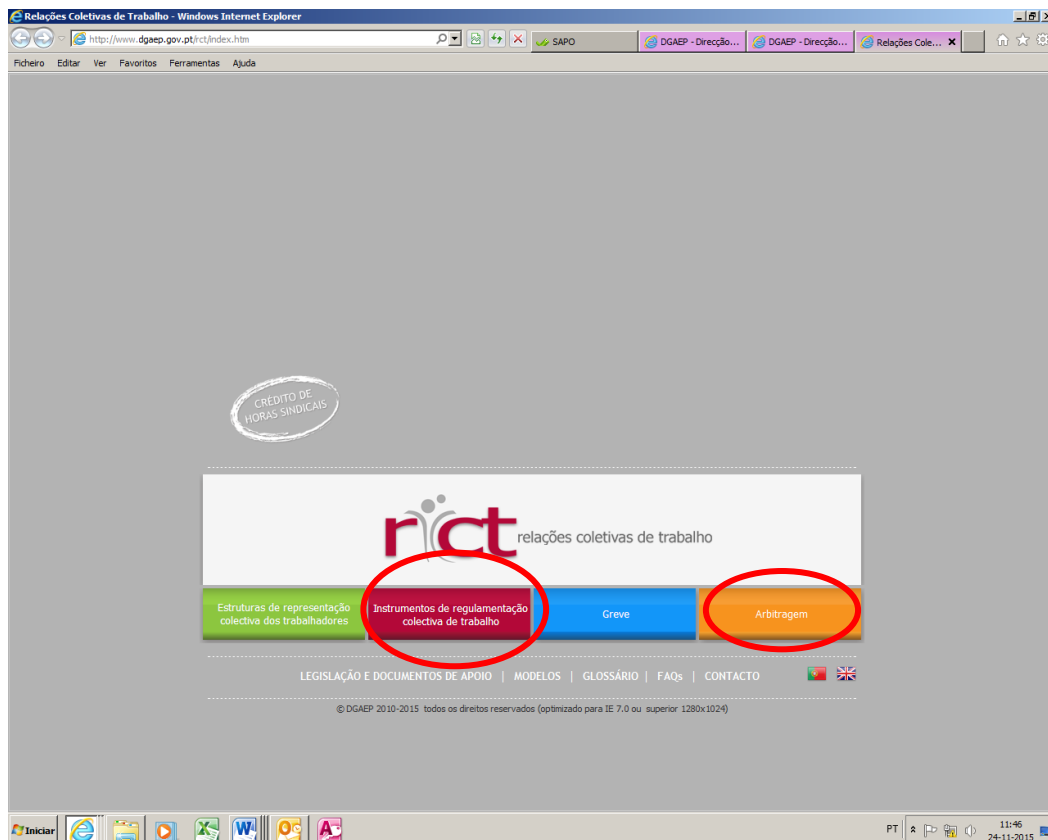 Relações Coletivas de Trabalho - Windows Internet Explorer
http://www.dgaep.gov.pt/rct/index.htm
SAPO
DGAEP - Direcção...
DGAEP - Direcção...
Relações Cole...
Ficheiro Editar Ver Favoritos Ferramentas Ajuda
CRÉDITO DE
HORAS SINDICAIS
rct relações coletivas de trabalho
Estruturas de representação
colectiva dos trabalhadores
Instrumentos de regulamentação
colectiva de trabalho
Greve
Arbitragem
LEGISLAÇÃO E DOCUMENTOS DE APOIO | MODELOS | GLOSSÁRIO | FAQs | CONTACTO
© DGAEP 2010-2015 todos os direitos reservados (optimizado para IE 7.0 ou superior 1280x1024)
Iniciar
PT
11:46
24-11-2015